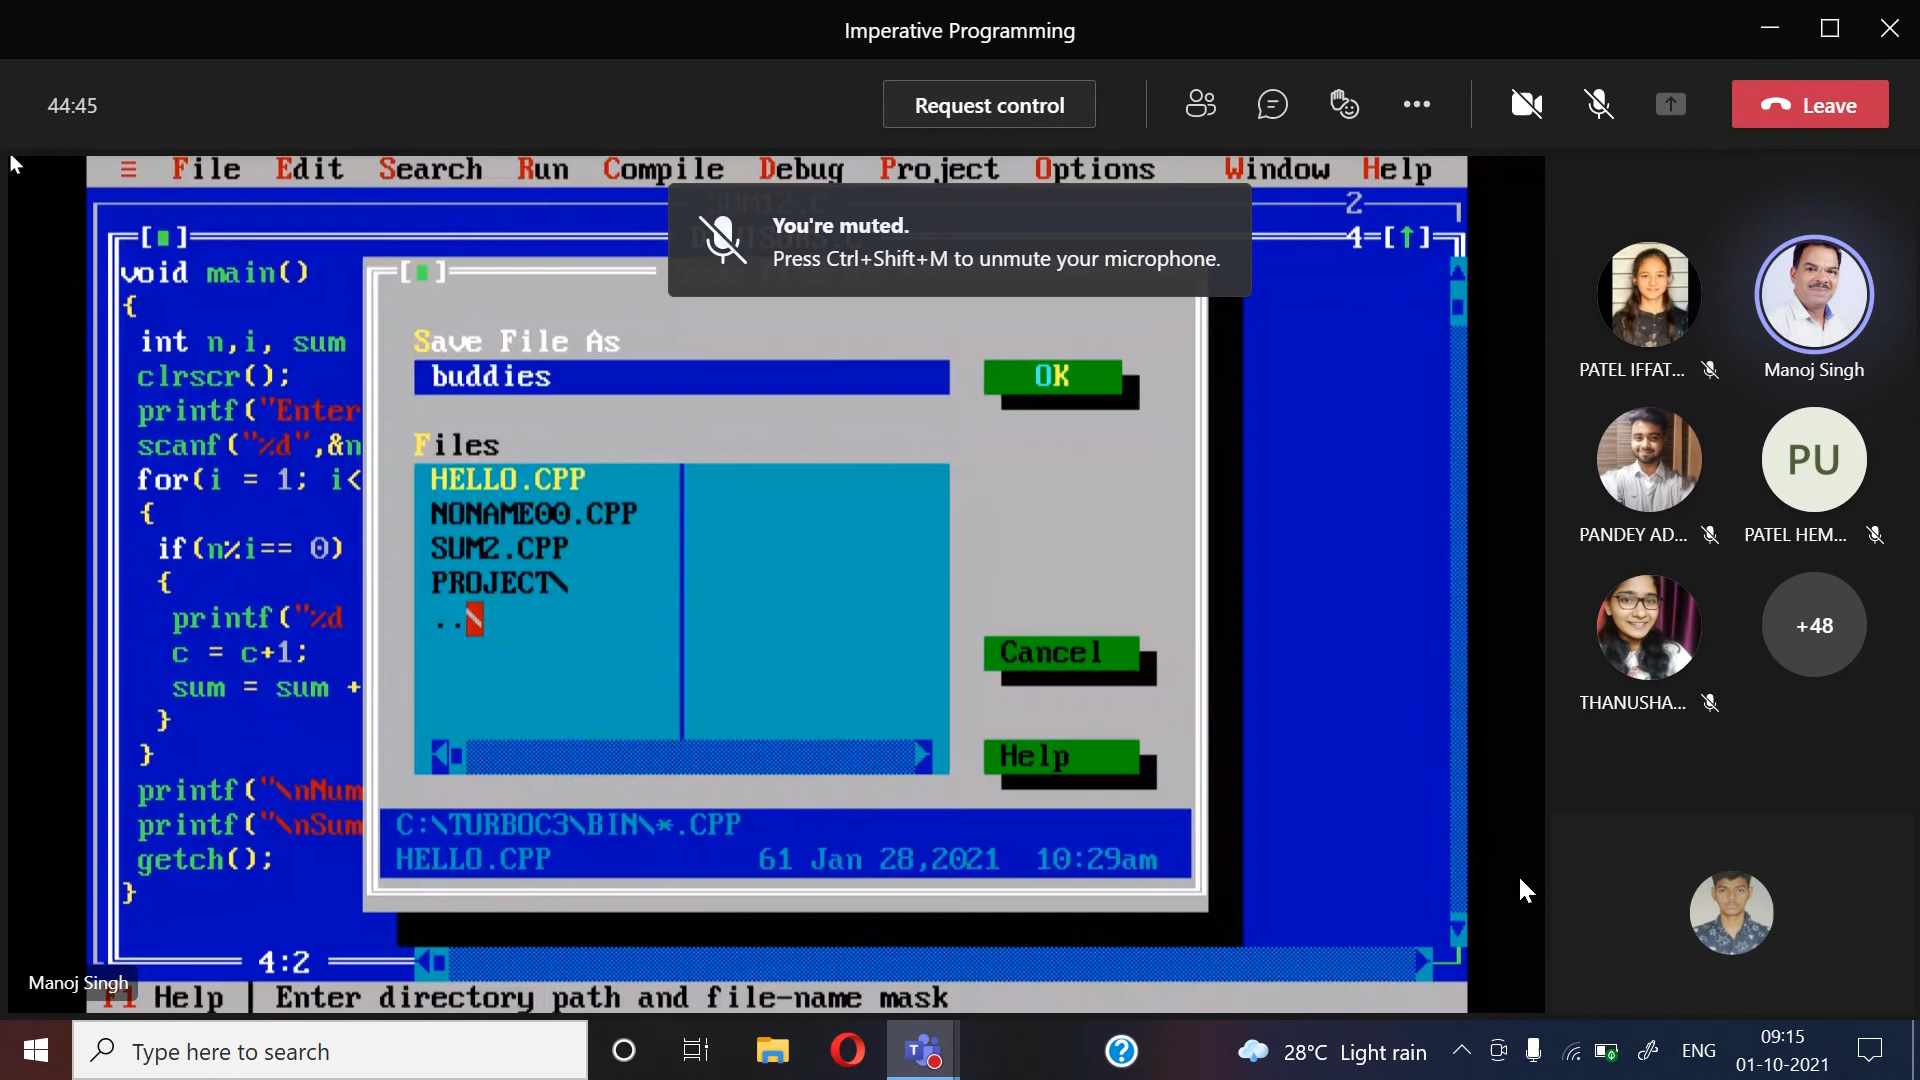 Imperative Programming
44:45
Request control
Leave
≡ File Edit Search Run Compile Debug Project Options Window Help
SUM12.C
2
4=[↑]
You're muted.
Press Ctrl+Shift+M to unmute your microphone.
void main()
{
int n,i, sum
clrscr();
printf("Enter
scanf("%d",&n
for(i = 1; i<
{
if(n%i== 0)
{
printf("%d
c = c+1;
sum = sum +
}
}
printf("\nNum
printf("\nSum
getch();
}
4:2
Save File As
buddies
OK
Files
HELLO.CPP
NONAME00.CPP
SUM2.CPP
PROJECT\
..\
Cancel
Help
C:\TURBOC3\BIN\*.CPP
HELLO.CPP 61 Jan 28,2021 10:29am
Manoj Singh
F1 Help | Enter directory path and file-name mask
PATEL IFFAT...
Manoj Singh
PANDEY AD...
PU
PATEL HEM...
THANUSHA...
+48
Type here to search
28°C Light rain
ENG
09:15
01-10-2021